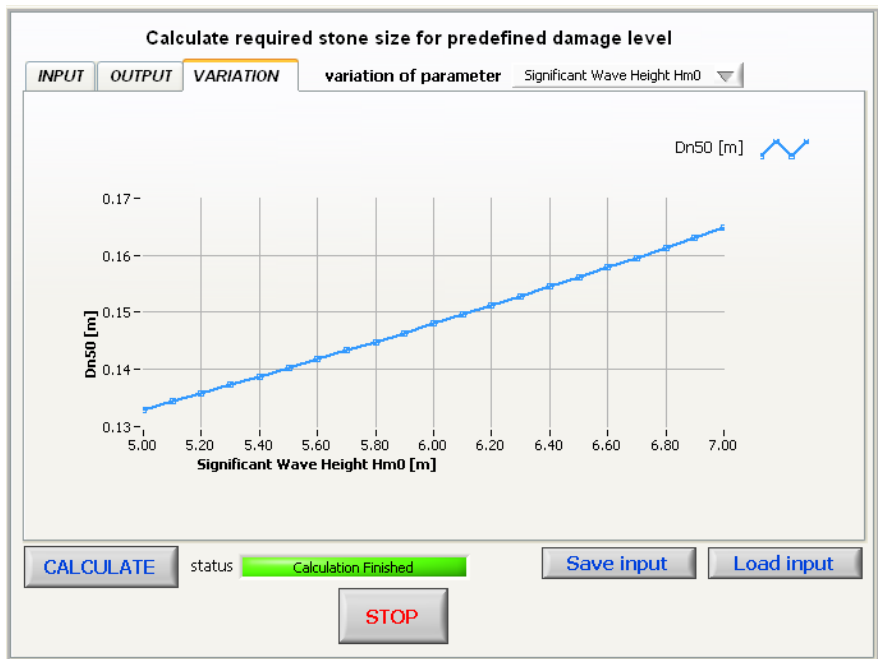 Calculate required stone size for predefined damage level
INPUT OUTPUT VARIATION variation of parameter Significant Wave Height Hm0
Dn50 [m]
0.17
0.16
0.15
0.14
0.13
Dn50 [m]
5.00 5.20 5.40 5.60 5.80 6.00 6.20 6.40 6.60 6.80 7.00
Significant Wave Height Hm0 [m]
CALCULATE status Calculation Finished Save input Load input
STOP